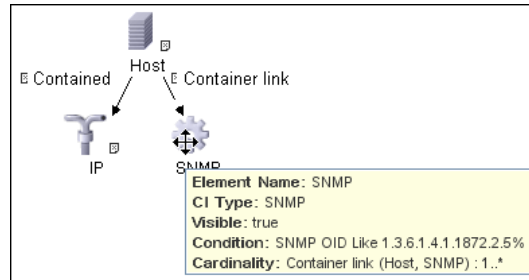 Host
Contained
Container link
IP
SNMP
Element Name: SNMP
CI Type: SNMP
Visible: true
Condition: SNMP OID Like 1.3.6.1.4.1.1872.2.5%
Cardinality: Container link (Host, SNMP) : 1..*